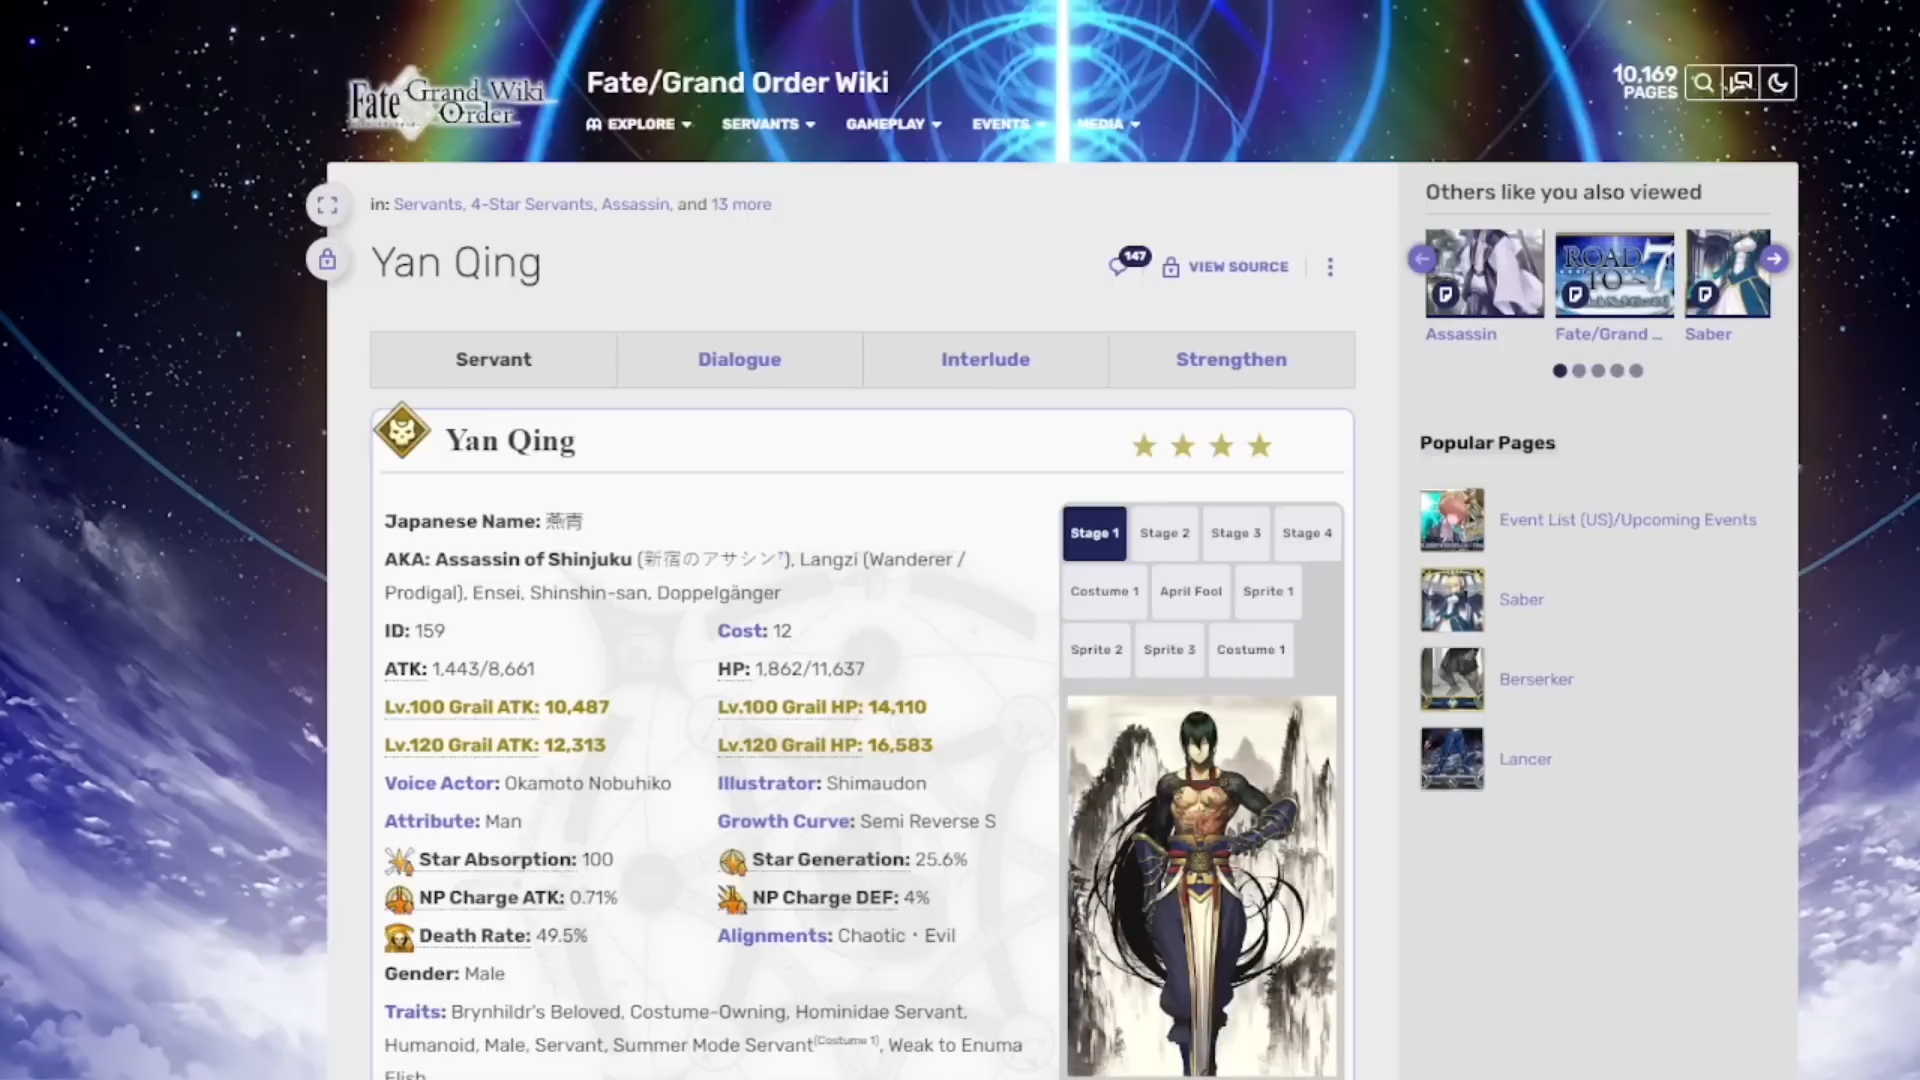 Fate Grand Wiki
Order
Fate/Grand Order Wiki
EXPLORE SERVANTS GAMEPLAY EVENTS MEDIA
10,169
PAGES
in: Servants, 4-Star Servants, Assassin, and 13 more
Yan Qing
147
VIEW SOURCE
Servant Dialogue Interlude Strengthen
Yan Qing
Japanese Name: 燕青
AKA: Assassin of Shinjuku (新宿のアサシン?), Langzi (Wanderer /
Prodigal), Ensei, Shinshin-san, Doppelgänger
ID: 159 Cost: 12
ATK: 1,443/8,661 HP: 1,862/11,637
Lv.100 Grail ATK: 10,487 Lv.100 Grail HP: 14,110
Lv.120 Grail ATK: 12,313 Lv.120 Grail HP: 16,583
Voice Actor: Okamoto Nobuhiko Illustrator: Shimaudon
Attribute: Man Growth Curve: Semi Reverse S
Star Absorption: 100 Star Generation: 25.6%
NP Charge ATK: 0.71% NP Charge DEF: 4%
Death Rate: 49.5% Alignments: Chaotic・Evil
Gender: Male
Traits: Brynhildr's Beloved, Costume-Owning, Hominidae Servant,
Humanoid, Male, Servant, Summer Mode Servant(Costume 1), Weak to Enuma
Elish
Stage 1 Stage 2 Stage 3 Stage 4
Costume 1 April Fool Sprite 1
Sprite 2 Sprite 3 Costume 1
Others like you also viewed
ROAD
TO 7
Assassin Fate/Grand ... Saber
Popular Pages
Event List (US)/Upcoming Events
Saber
Berserker
Lancer